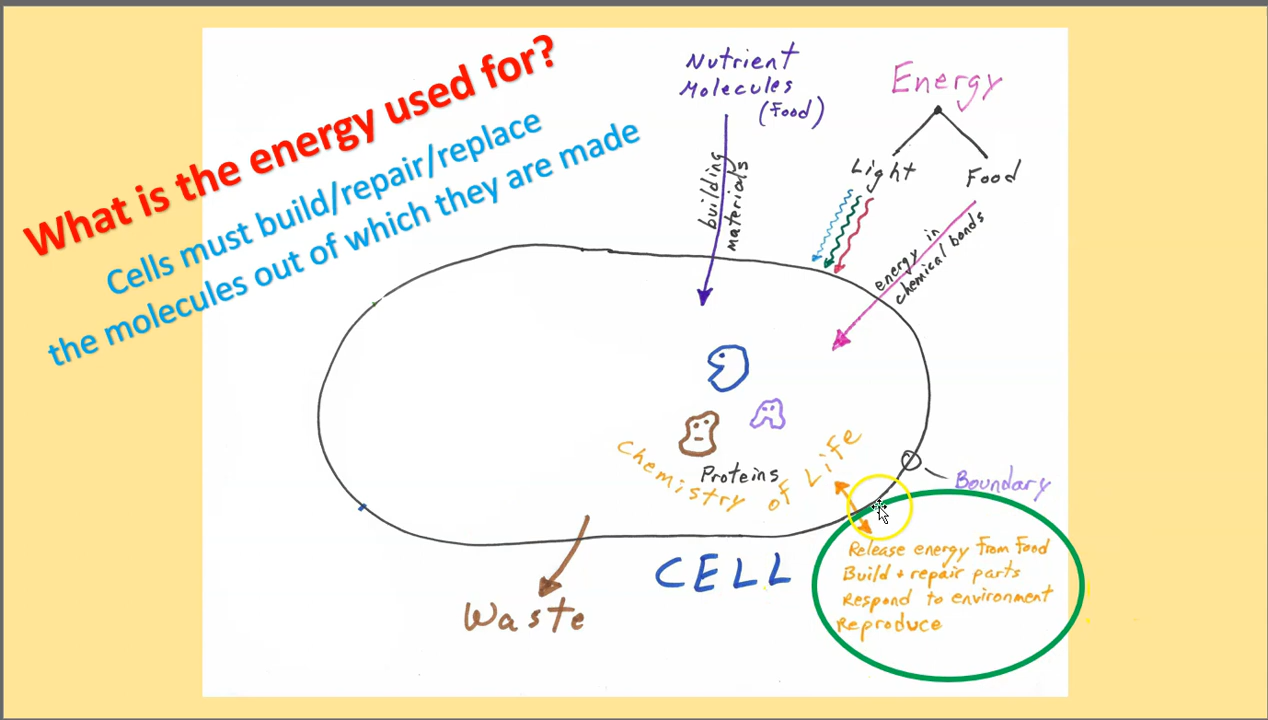 What is the energy used for?
Cells must build/repair/replace
the molecules out of which they are made
Nutrient
Molecules
(Food)
building
materials
Energy
Light
Food
energy in
chemical bonds
Proteins
Chemistry of Life
Boundary
CELL
Waste
Release energy from Food
Build + repair parts
Respond to environment
Reproduce